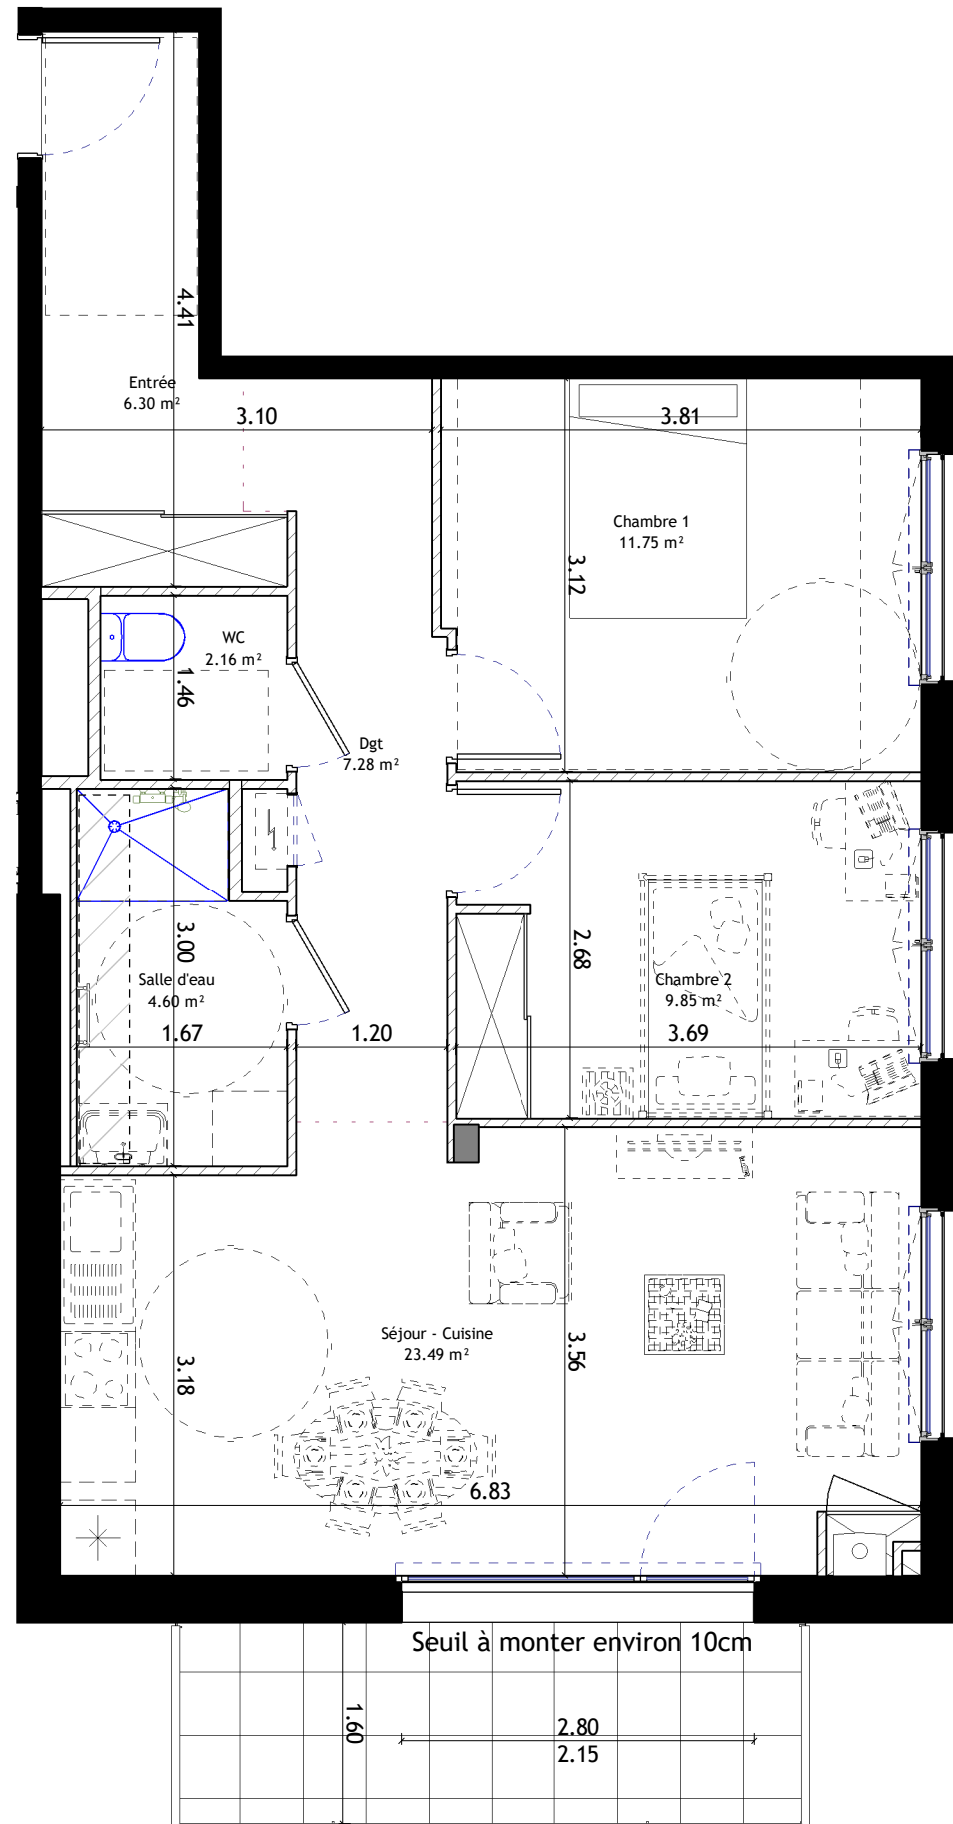 4.41
Entrée
6.30 m²
3.10
3.81
Chambre 1
11.75 m²
3.12
WC
2.16 m²
1.46
Dgt
7.28 m²
3.00
Salle d'eau
4.60 m²
2.68
Chambre 2
9.85 m²
1.67
1.20
3.69
Séjour - Cuisine
23.49 m²
3.56
3.18
6.83
Seuil à monter environ 10cm
1.60
2.80
2.15